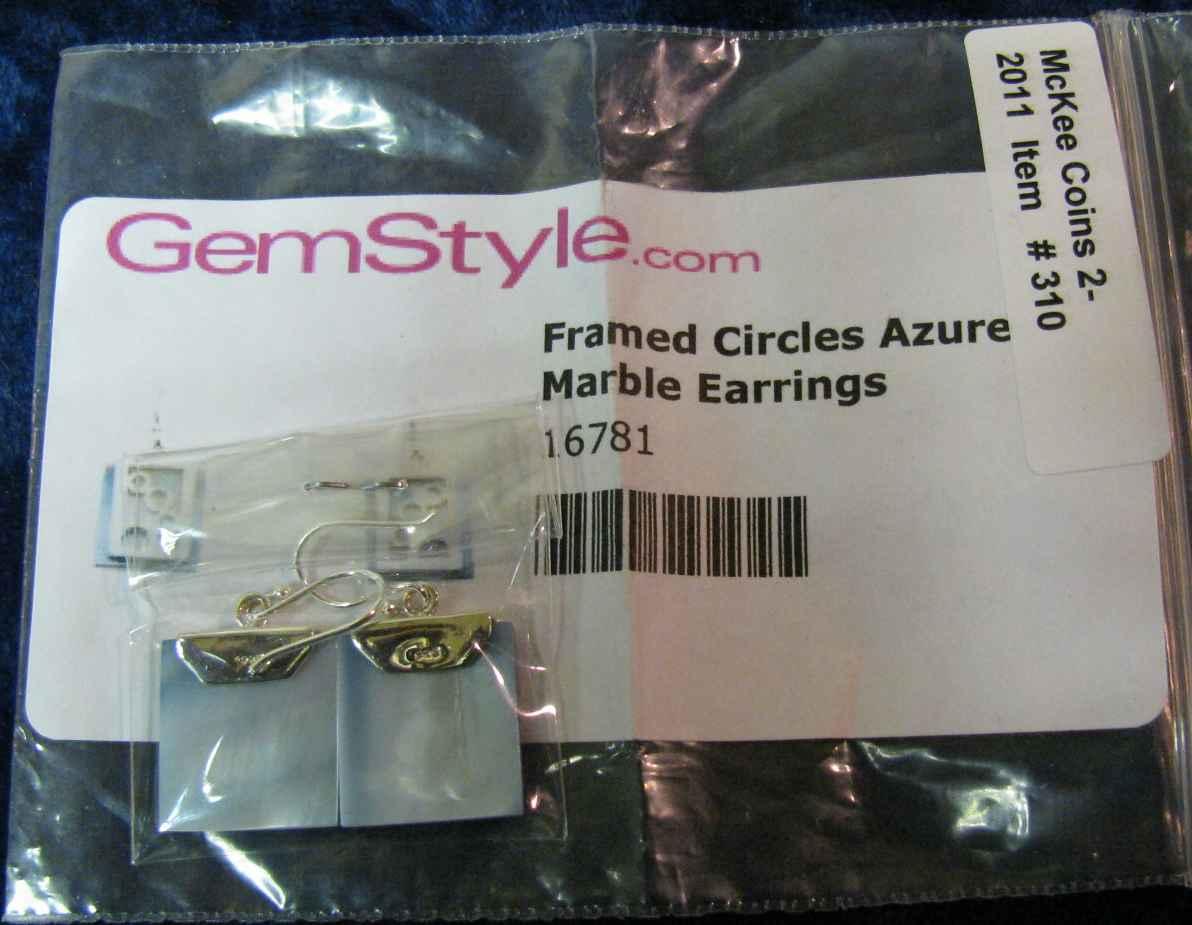 GemStyle.com
Framed Circles Azure
Marble Earrings
16781
McKee Coins 2-
2011 Item # 310